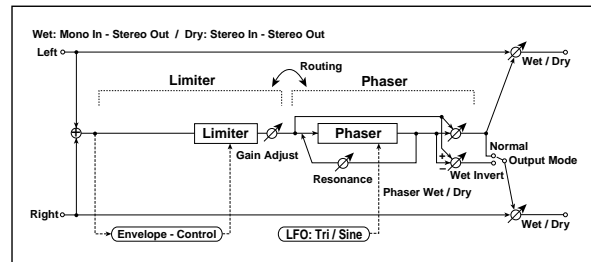 Wet: Mono In - Stereo Out / Dry: Stereo In - Stereo Out
Left
Wet / Dry
Routing
Limiter
Phaser
Limiter
Phaser
Normal
Output Mode
Gain Adjust
+
−
Wet Invert
Resonance
Phaser Wet / Dry
Right
Wet / Dry
Envelope - Control
LFO: Tri / Sine